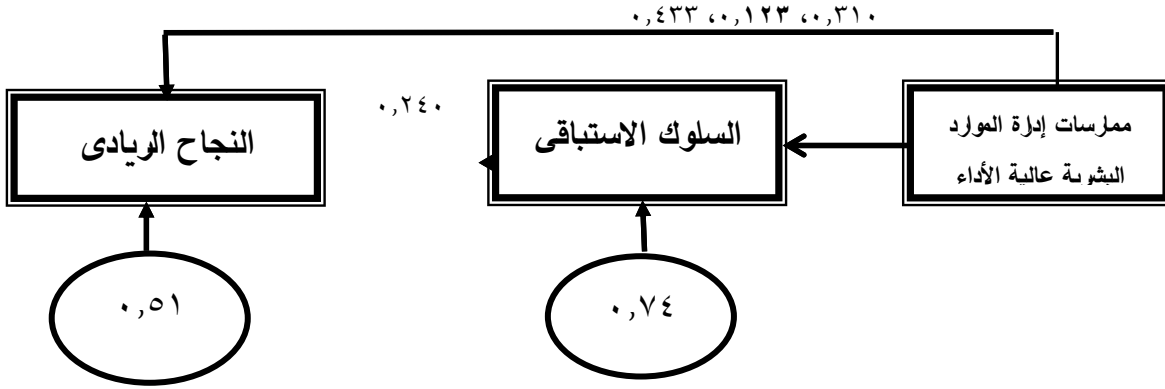 ٠,٣١٠، ٠,١٢٣، ٠,٤٣٣
ممارسات إدارة الموارد
البشرية عالية الأداء
السلوك الاستباقى
٠,٢٤٠
النجاح الريادى
٠,٧٤
٠,٥١